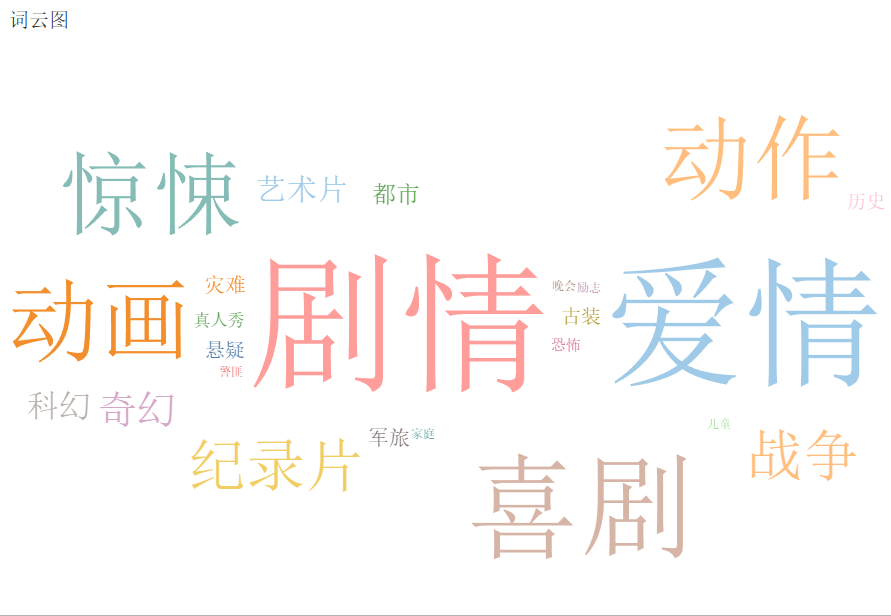 词云图
动作
惊悚
艺术片
都市
历史
剧情
爱情
动画
灾难
晚会
励志
真人秀
古装
悬疑
恐怖
警匪
科幻
奇幻
儿童
军旅
家庭
纪录片
战争
喜剧